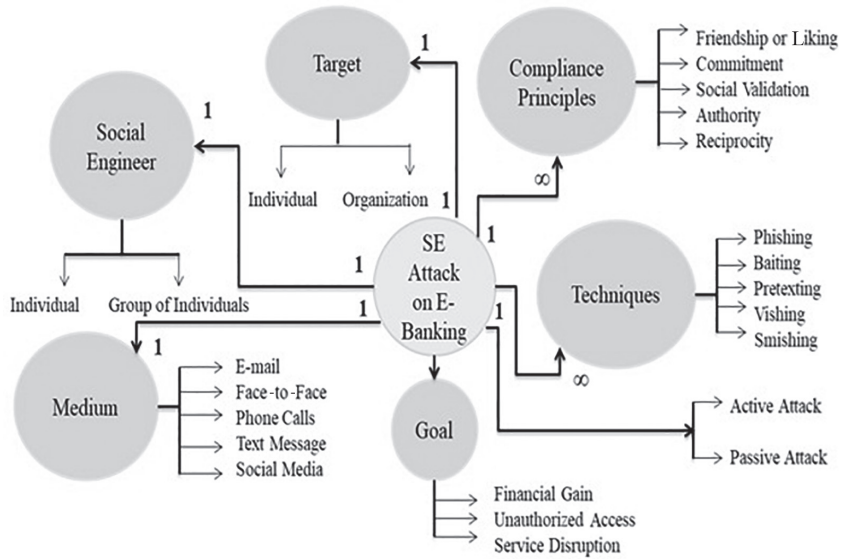 Target
1
Compliance
Principles
Friendship or Liking
Commitment
Social Validation
Authority
Reciprocity
Social
Engineer
1
∞
Individual
Organization
1
1
SE
Attack
on E-
Banking
1
1
1
Techniques
Phishing
Baiting
Pretexting
Vishing
Smishing
∞
Individual
Group of Individuals
1
Medium
E-mail
Face-to-Face
Phone Calls
Text Message
Social Media
Goal
Active Attack
Passive Attack
Financial Gain
Unauthorized Access
Service Disruption